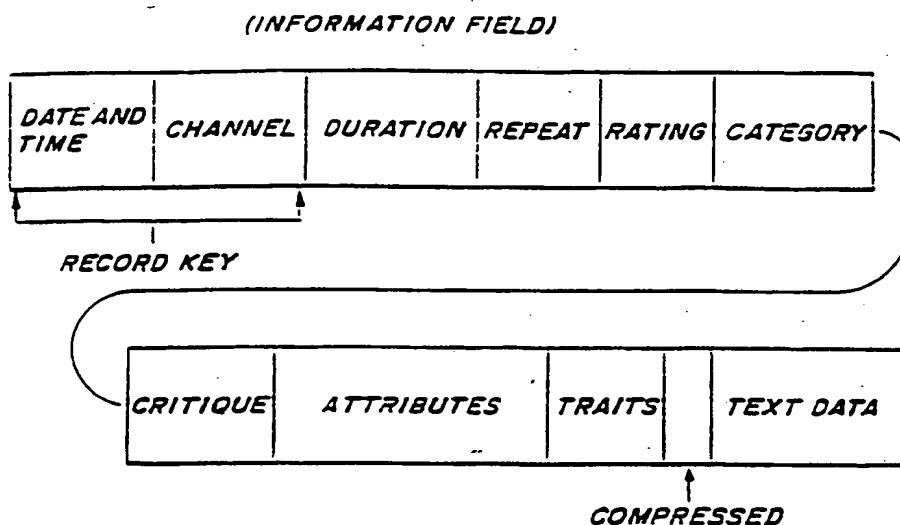 (INFORMATION FIELD)
DATE AND
TIME
CHANNEL
DURATION
REPEAT
RATING
CATEGORY
RECORD KEY
CRITIQUE
ATTRIBUTES
TRAITS
TEXT DATA
COMPRESSED